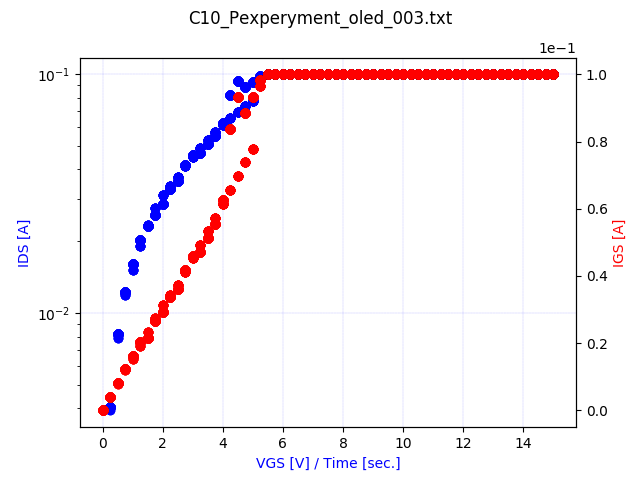 C10_Pexperyment_oled_003.txt
1e−1
10⁻¹
10⁻²
IDS [A]
1.0
0.8
0.6
0.4
0.2
0.0
IGS [A]
0 2 4 6 8 10 12 14
VGS [V] / Time [sec.]